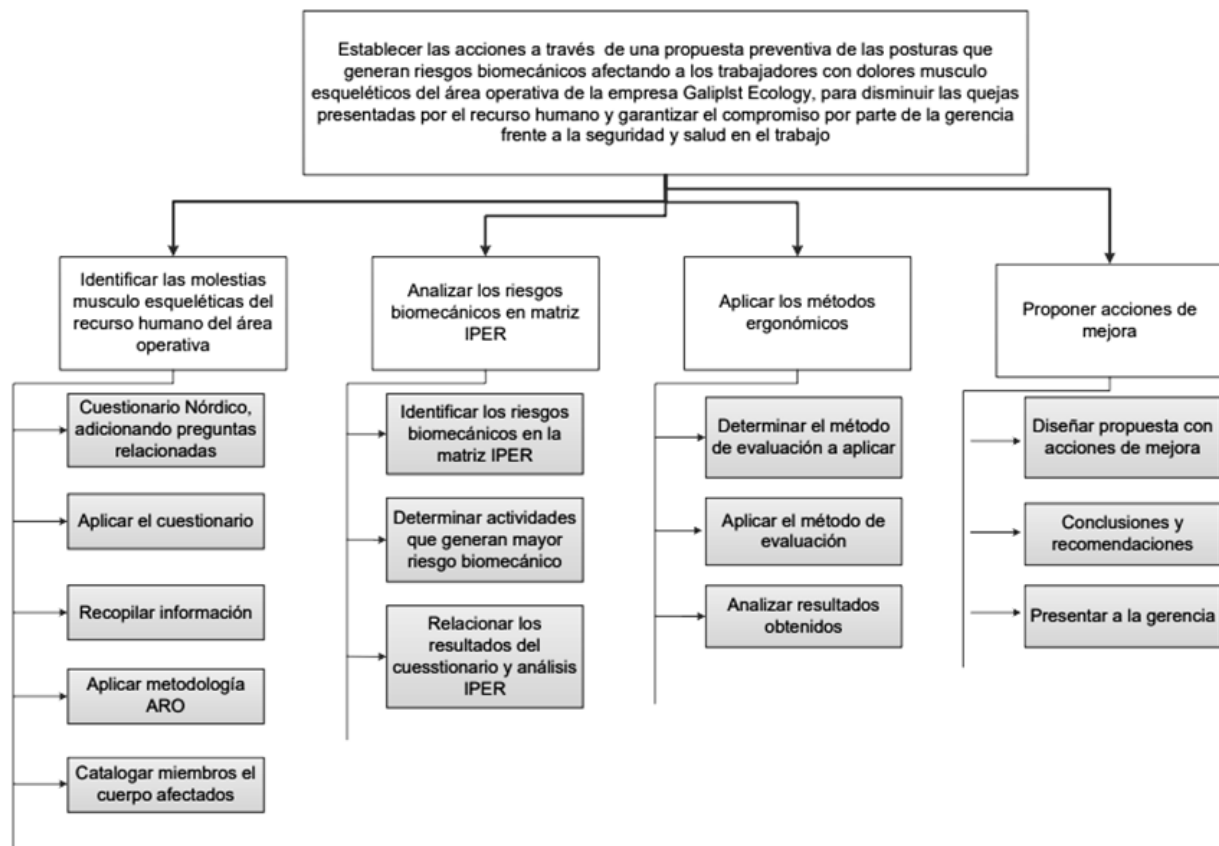 Establecer las acciones a través de una propuesta preventiva de las posturas que
generan riesgos biomecánicos afectando a los trabajadores con dolores musculo
esqueléticos del área operativa de la empresa Galiplst Ecology, para disminuir las quejas
presentadas por el recurso humano y garantizar el compromiso por parte de la gerencia
frente a la seguridad y salud en el trabajo
Identificar las molestias
musculo esqueléticas del
recurso humano del área
operativa
Cuestionario Nórdico,
adicionando preguntas
relacionadas
Aplicar el cuestionario
Recopilar información
Aplicar metodología
ARO
Catalogar miembros el
cuerpo afectados
Analizar los riesgos
biomecánicos en matriz
IPER
Identificar los riesgos
biomecánicos en la
matriz IPER
Determinar actividades
que generan mayor
riesgo biomecánico
Relacionar los
resultados del
cuesstionario y análisis
IPER
Aplicar los métodos
ergonómicos
Determinar el método
de evaluación a aplicar
Aplicar el método de
evaluación
Analizar resultados
obtenidos
Proponer acciones de
mejora
Diseñar propuesta con
acciones de mejora
Conclusiones y
recomendaciones
Presentar a la gerencia